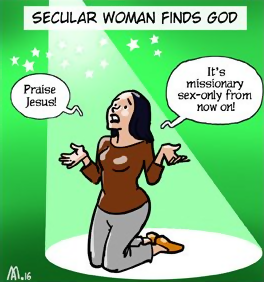 SECULAR WOMAN FINDS GOD
Praise
Jesus!
It's
missionary
sex-only from
now on!
M.16